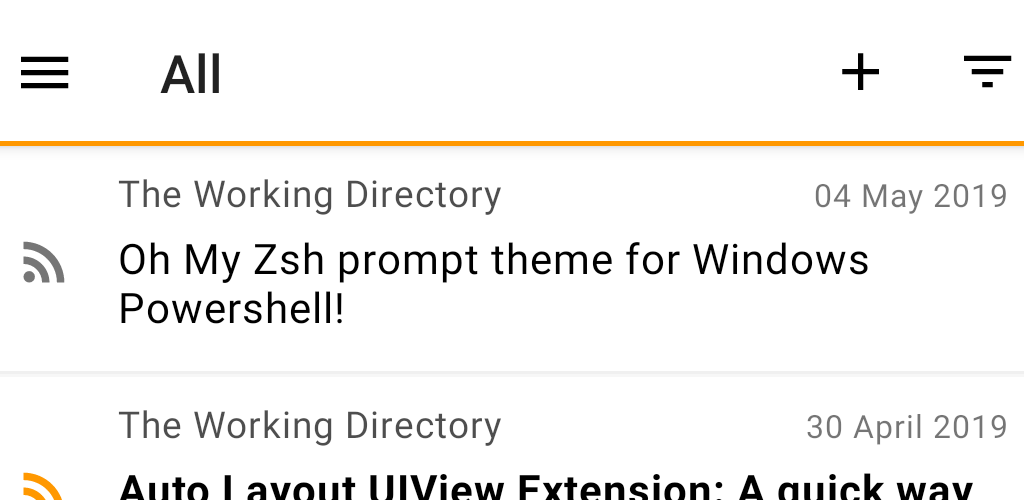 All
The Working Directory 04 May 2019
Oh My Zsh prompt theme for Windows
Powershell!
The Working Directory 30 April 2019
Auto Layout UIView Extension: A quick way